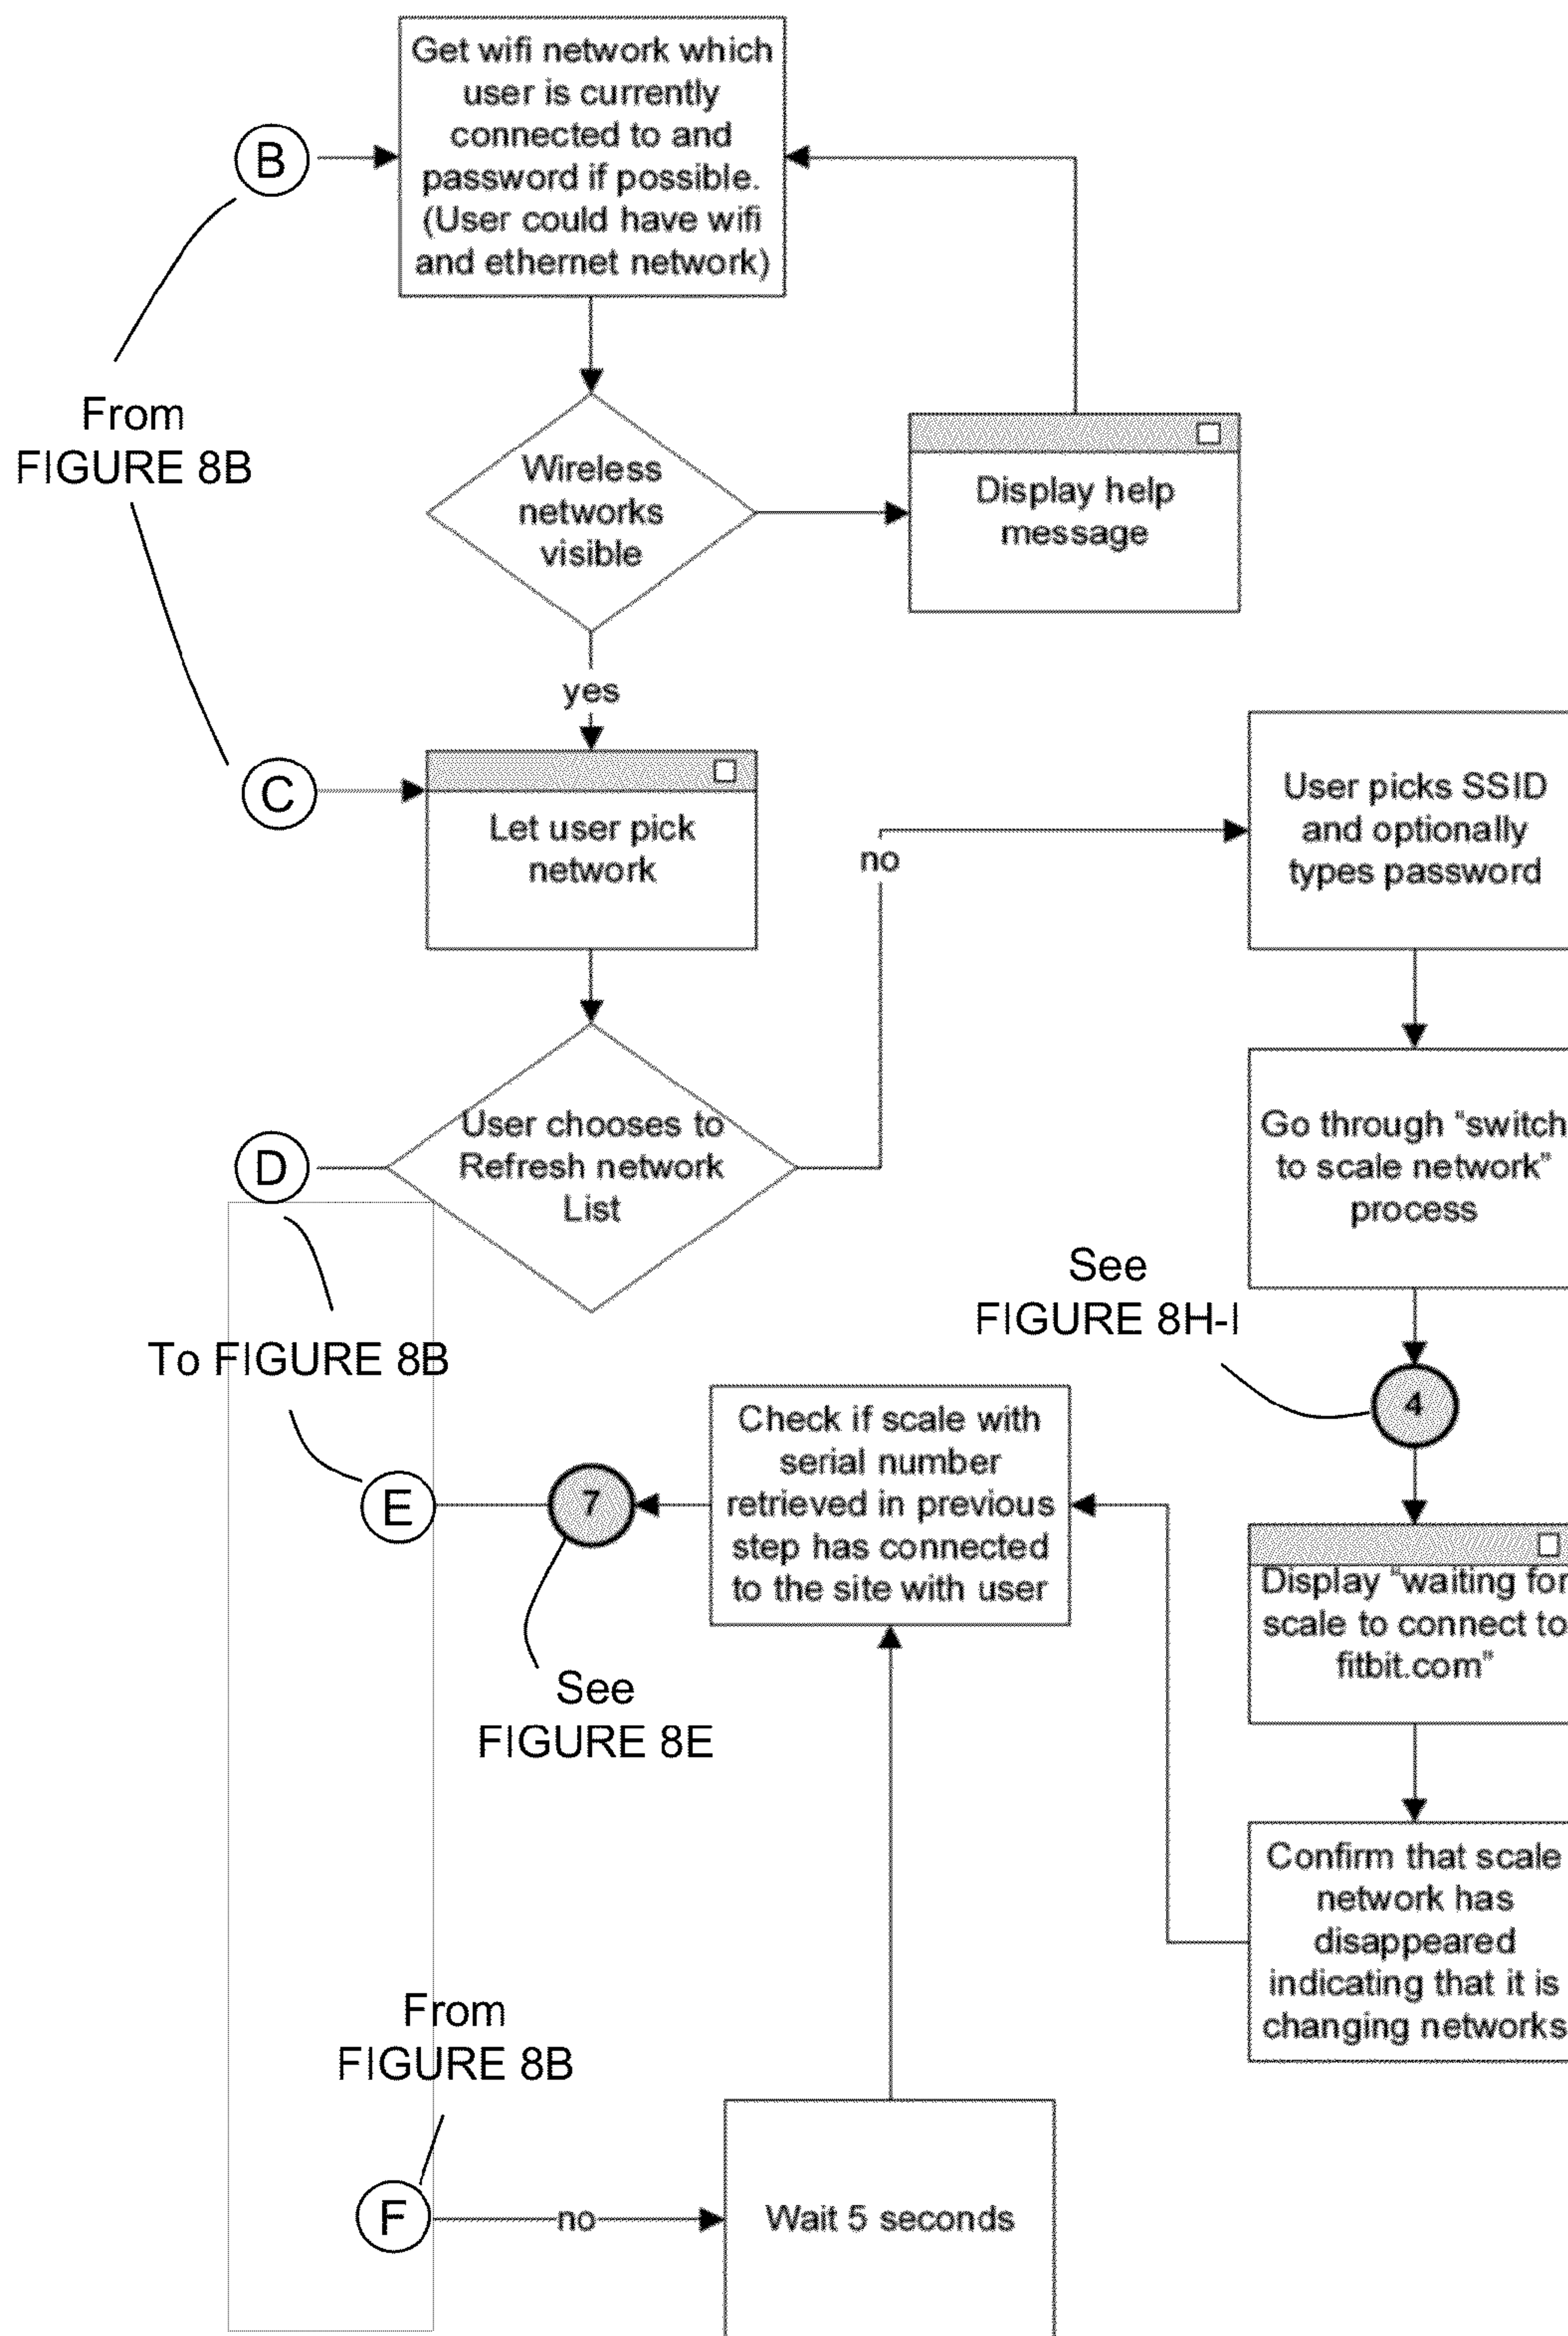 Get wifi network which
user is currently
connected to and
password if possible.
(User could have wifi
and ethernet network)
B
From
FIGURE 8B
Wireless
networks
visible
Display help
message
yes
C
Let user pick
network
no
User picks SSID
and optionally
types password
D
User chooses to
Refresh network
List
Go through “switch
to scale network”
process
See
FIGURE 8H-I
To FIGURE 8B
4
Check if scale with
serial number
retrieved in previous
step has connected
to the site with user
7
E
Display “waiting for
scale to connect to
fitbit.com”
See
FIGURE 8E
Confirm that scale
network has
disappeared
indicating that it is
changing networks
From
FIGURE 8B
F
no
Wait 5 seconds